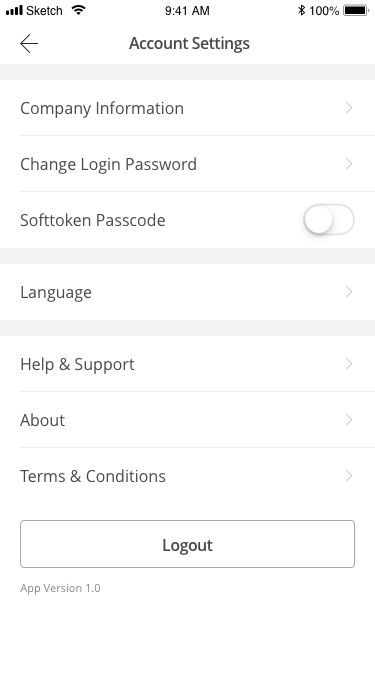 Sketch 9:41 AM 100%
Account Settings
Company Information
Change Login Password
Softtoken Passcode
Language
Help & Support
About
Terms & Conditions
Logout
App Version 1.0